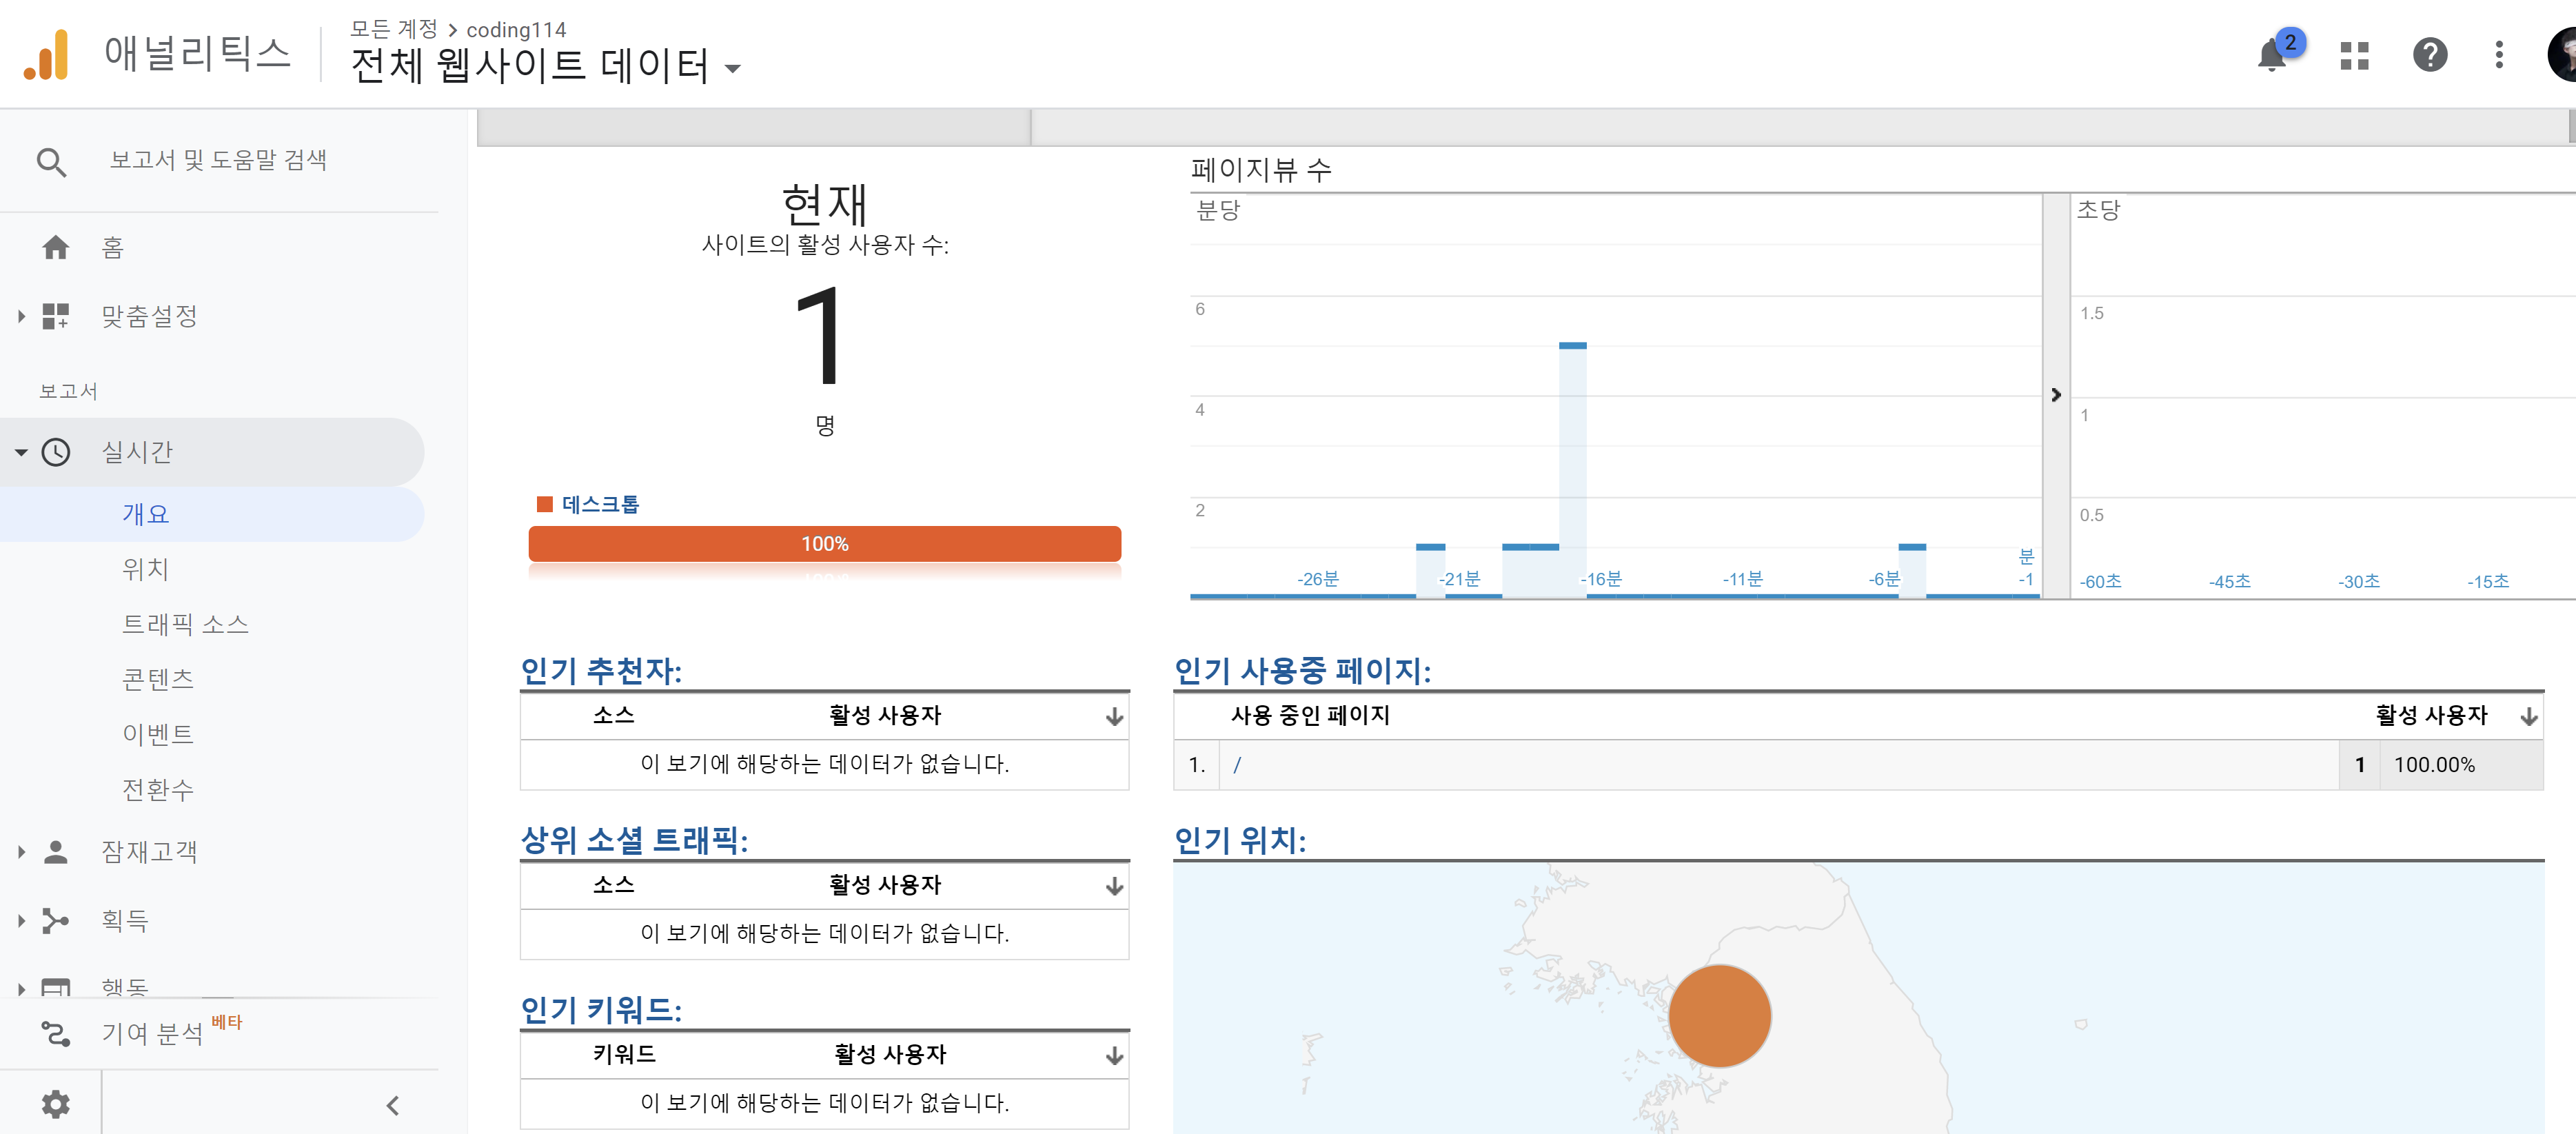 애널리틱스
모든 계정 > coding114
전체 웹사이트 데이터
2
보고서 및 도움말 검색
홈
맞춤설정
보고서
실시간
개요
위치
트래픽 소스
콘텐츠
이벤트
전환수
잠재고객
획득
행동
기여 분석 베타
현재
사이트의 활성 사용자 수:
1
명
데스크톱
100%
페이지뷰 수
분당
6
4
2
-26분 -21분 -16분 -11분 -6분 분 -1
초당
1.5
1
0.5
-60초 -45초 -30초 -15초
인기 추천자:
소스 활성 사용자
이 보기에 해당하는 데이터가 없습니다.
상위 소셜 트래픽:
소스 활성 사용자
이 보기에 해당하는 데이터가 없습니다.
인기 키워드:
키워드 활성 사용자
이 보기에 해당하는 데이터가 없습니다.
인기 사용중 페이지:
사용 중인 페이지 활성 사용자
1. / 1 100.00%
인기 위치: